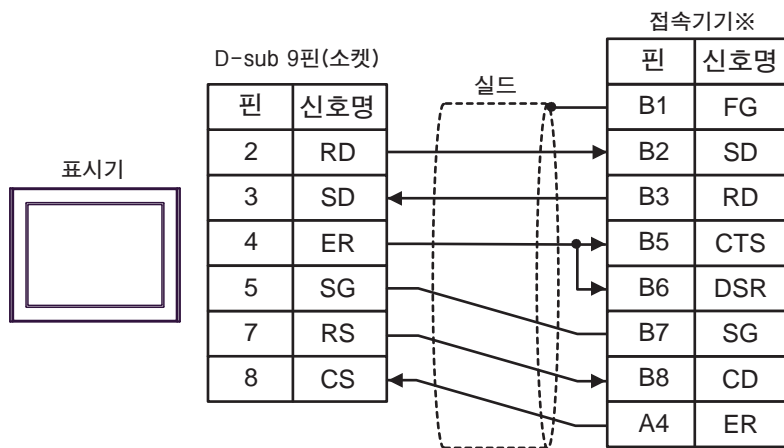 접속기기※
D-sub 9핀(소켓)
실드
표시기
핀 신호명
2 RD
3 SD
4 ER
5 SG
7 RS
8 CS
핀 신호명
B1 FG
B2 SD
B3 RD
B5 CTS
B6 DSR
B7 SG
B8 CD
A4 ER